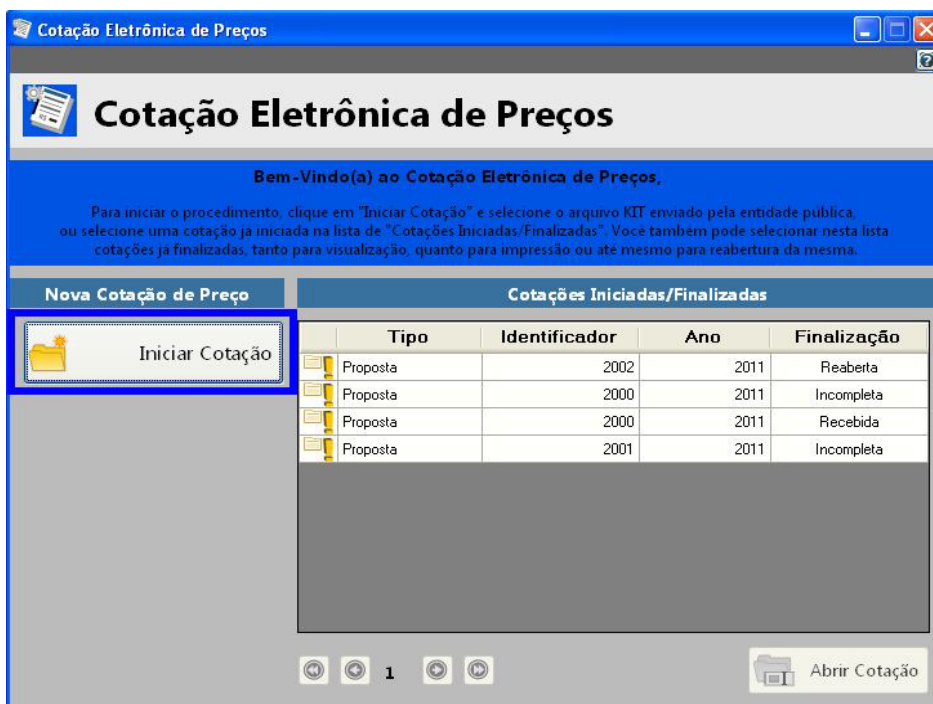 Cotação Eletrônica de Preços
Cotação Eletrônica de Preços
Bem-Vindo(a) ao Cotação Eletrônica de Preços,
Para iniciar o procedimento, clique em "Iniciar Cotação" e selecione o arquivo KIT enviado pela entidade pública,
ou selecione uma cotação ja iniciada na lista de "Cotações Iniciadas/Finalizadas". Você também pode selecionar nesta lista
cotações já finalizadas, tanto para visualização, quanto para impressão ou até mesmo para reabertura da mesma.
Nova Cotação de Preço
Iniciar Cotação
Cotações Iniciadas/Finalizadas
Tipo Identificador Ano Finalização
Proposta 2002 2011 Reaberta
Proposta 2000 2011 Incompleta
Proposta 2000 2011 Recebida
Proposta 2001 2011 Incompleta
1
Abrir Cotação